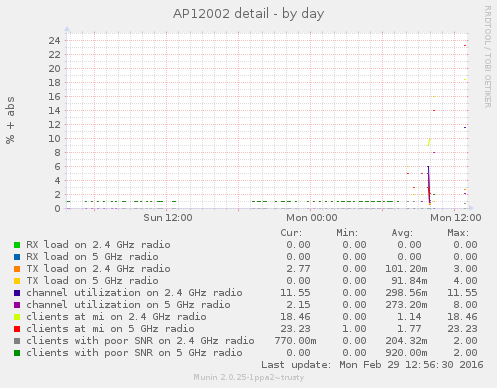 AP12002 detail - by day
RRDTOOL / TOBI OETIKER
% + abs
24
22
20
18
16
14
12
10
8
6
4
2
0
Sun 12:00 Mon 00:00 Mon 12:00
Cur: Min: Avg: Max:
RX load on 2.4 GHz radio 0.00 0.00 0.00 0.00
RX load on 5 GHz radio 0.00 0.00 0.00 0.00
TX load on 2.4 GHz radio 2.77 0.00 101.20m 3.00
TX load on 5 GHz radio 0.00 0.00 91.84m 4.00
channel utilization on 2.4 GHz radio 11.55 0.00 298.56m 11.55
channel utilization on 5 GHz radio 2.15 0.00 273.20m 8.00
clients at mi on 2.4 GHz radio 18.46 0.00 1.14 18.46
clients at mi on 5 GHz radio 23.23 1.00 1.77 23.23
clients with poor SNR on 2.4 GHz radio 770.00m 0.00 204.32m 2.00
clients with poor SNR on 5 GHz radio 2.00 0.00 920.00m 2.00
Last update: Mon Feb 29 12:56:30 2016
Munin 2.0.25-1ppa2~trusty